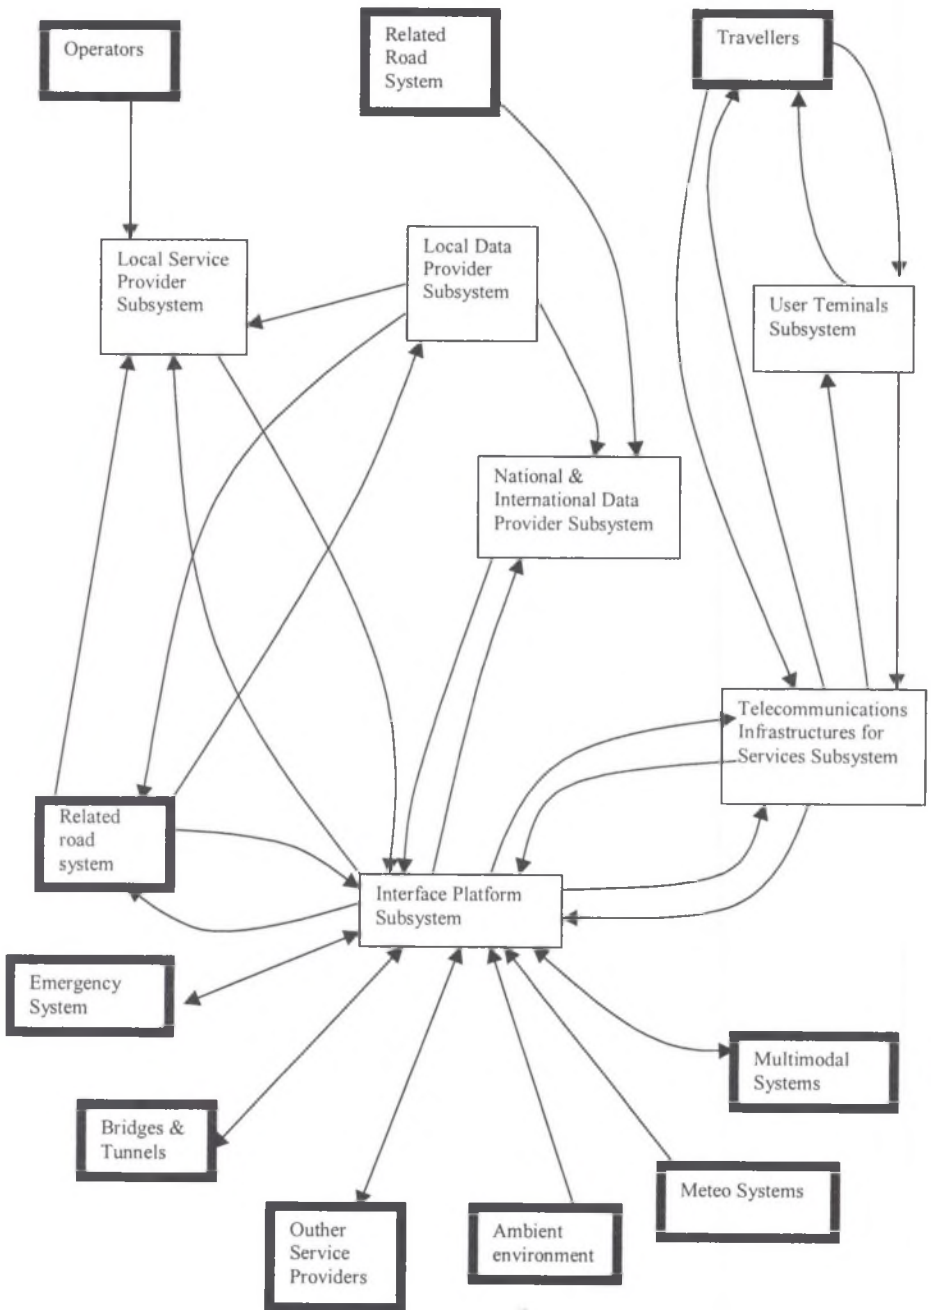 Operators
Related
Road
System
Travellers
Local Service
Provider
Subsystem
Local Data
Provider
Subsystem
User Teminals
Subsystem
National &
International Data
Provider Subsystem
Telecommunications
Infrastructures for
Services Subsystem
Related
road
system
Interface Platform
Subsystem
Emergency
System
Multimodal
Systems
Bridges &
Tunnels
Meteo Systems
Outher
Service
Providers
Ambient
environment